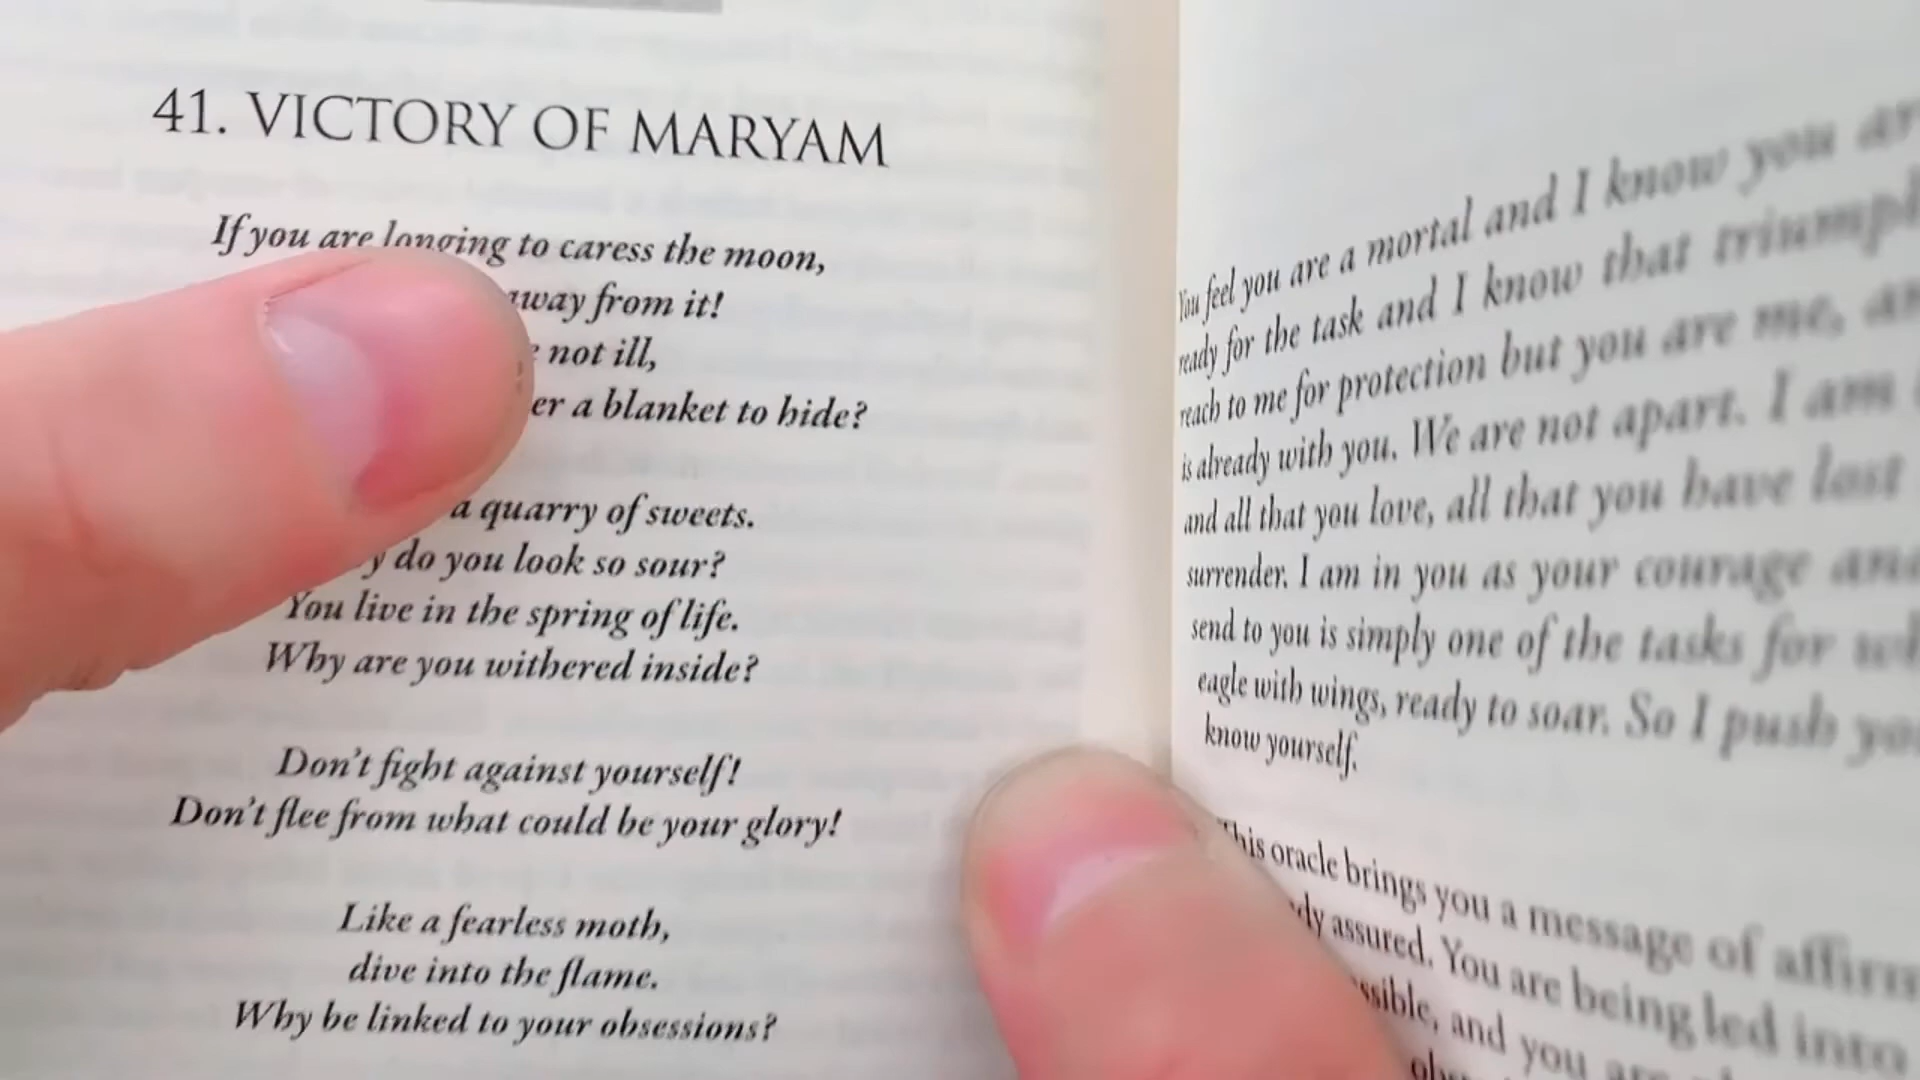 41. VICTORY OF MARYAM
If you are longing to caress the moon,
away from it!
not ill,
a blanket to hide?
a quarry of sweets.
do you look so sour?
You live in the spring of life.
Why are you withered inside?
Don't fight against yourself!
Don't flee from what could be your glory!
Like a fearless moth,
dive into the flame.
Why be linked to your obsessions?
You feel you are a mortal and I know you
ready for the task and I know that
reach to me for protection but you are me,
is already with you. We are not apart. I am
and all that you love, all that you have lost
surrender. I am in you as your courage
send to you is simply one of the tasks for
eagle with wings, ready to soar. So I push
know yourself.
This oracle brings you a message of
assured. You are being led into
and you